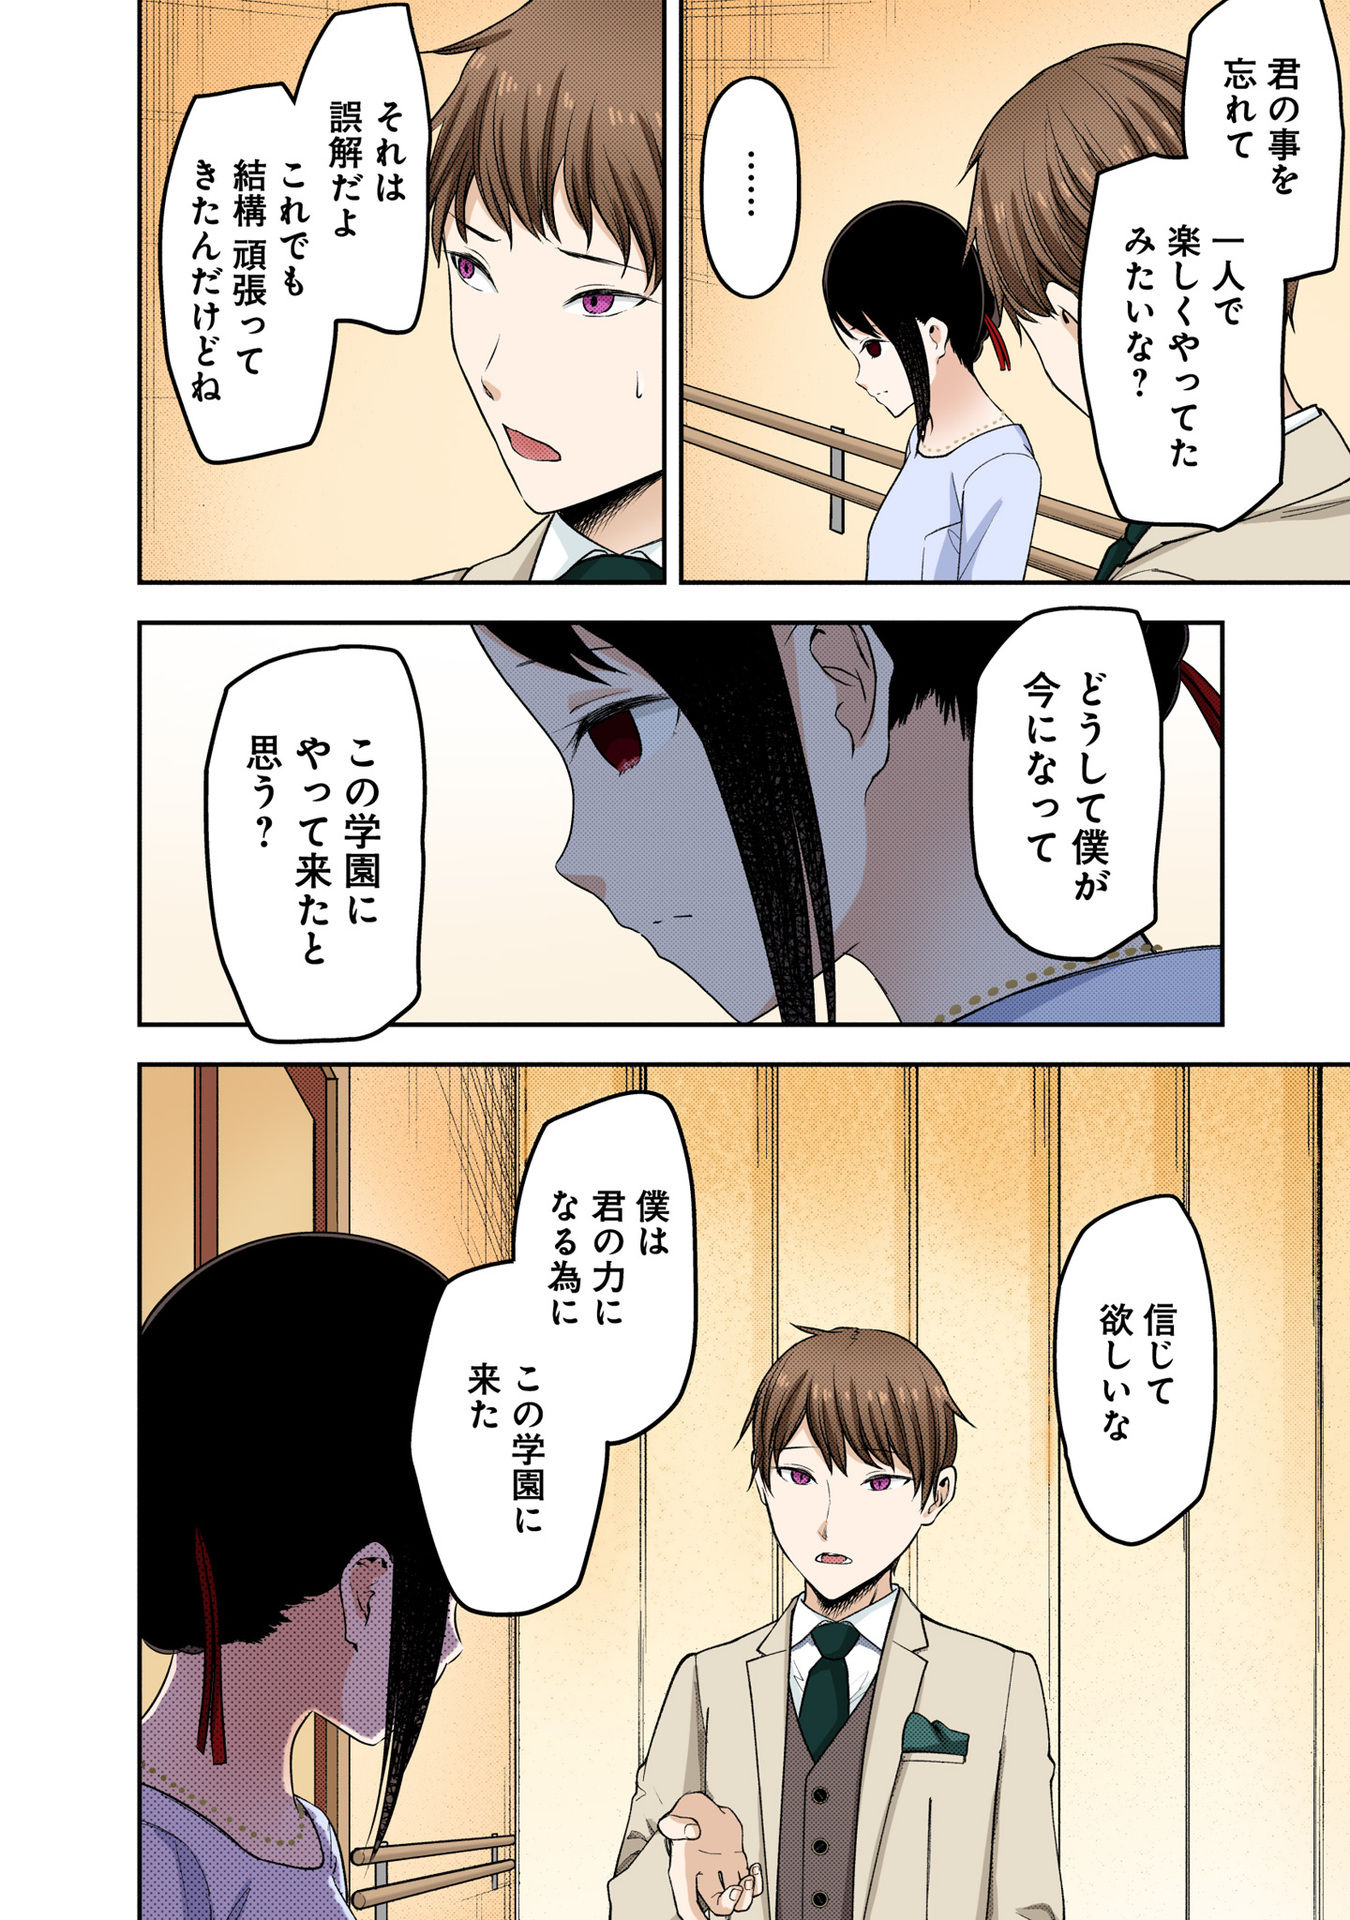 君の事を
忘れて
一人で
楽しくやってた
みたいな？
……
それは
誤解だよ
これでも
結構 頑張って
きたんだけどね
どうして僕が
今になって
この学園に
やって来たと
思う？
信じて
欲しいな
僕は
君の力に
なる為に
この学園に
来た